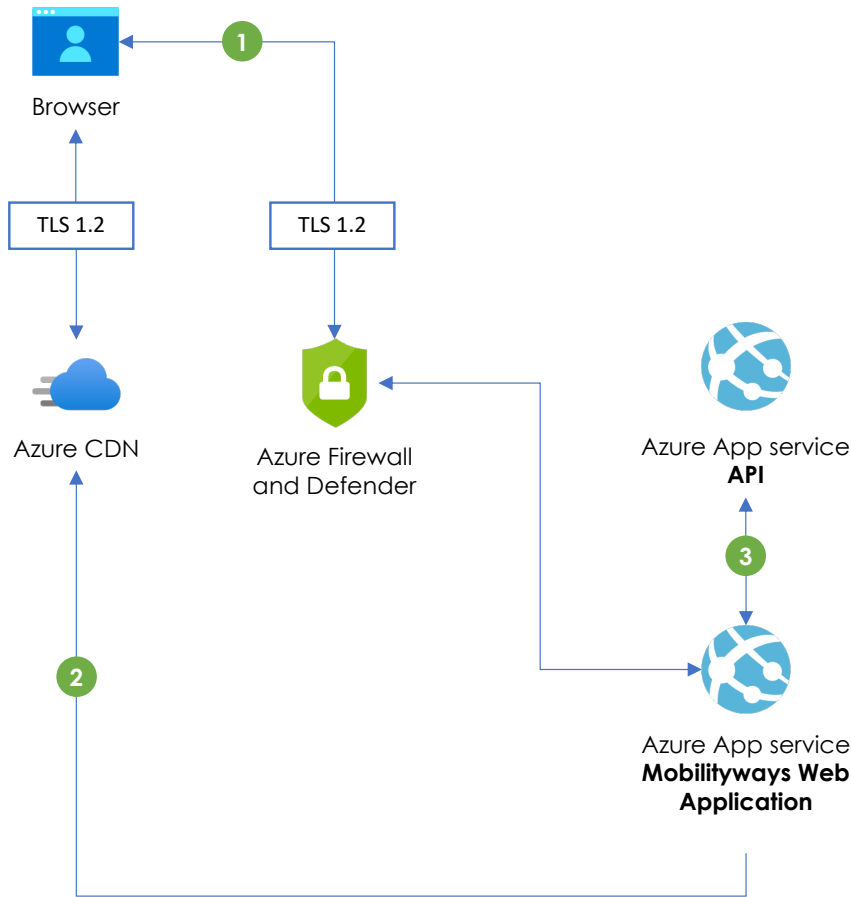 1
Browser
TLS 1.2
TLS 1.2
Azure CDN
Azure Firewall
and Defender
Azure App service
API
3
2
Azure App service
Mobilityways Web
Application